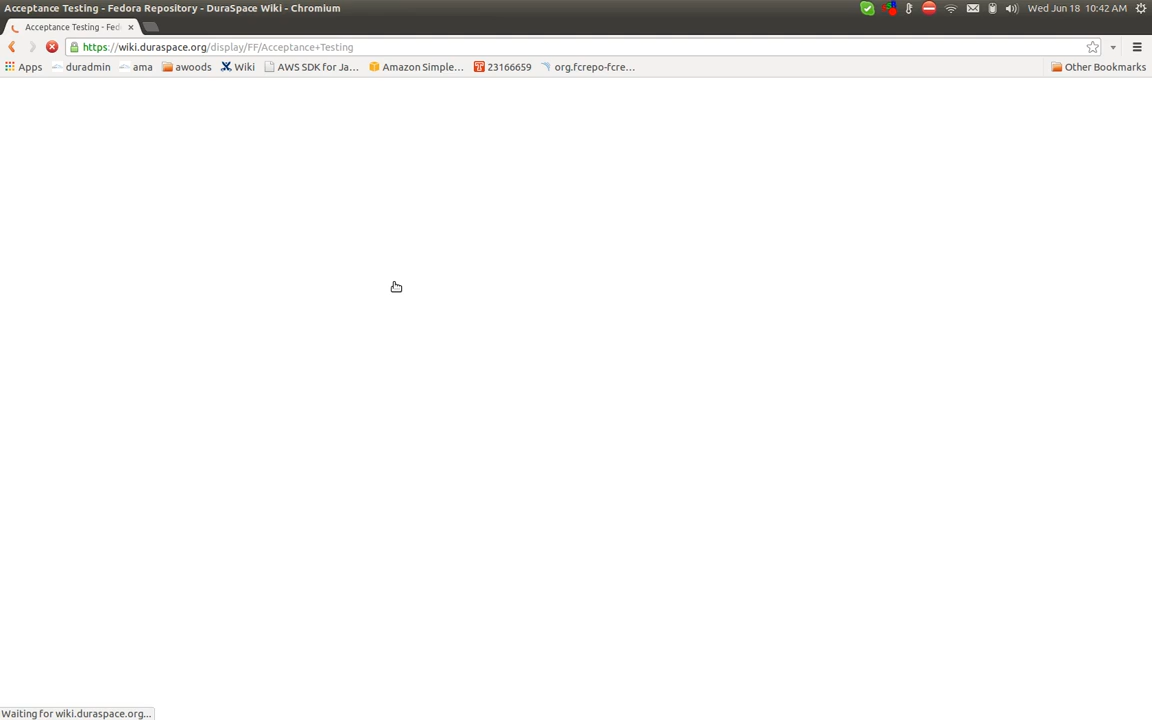 Acceptance Testing - Fedora Repository - DuraSpace Wiki - Chromium
Wed Jun 18 10:42 AM
Acceptance Testing - Fed
https://wiki.duraspace.org/display/FF/Acceptance+Testing
Apps duradmin ama awoods Wiki AWS SDK for Ja... Amazon Simple... 23166659 org.fcrepo-fcre... Other Bookmarks
Waiting for wiki.duraspace.org...